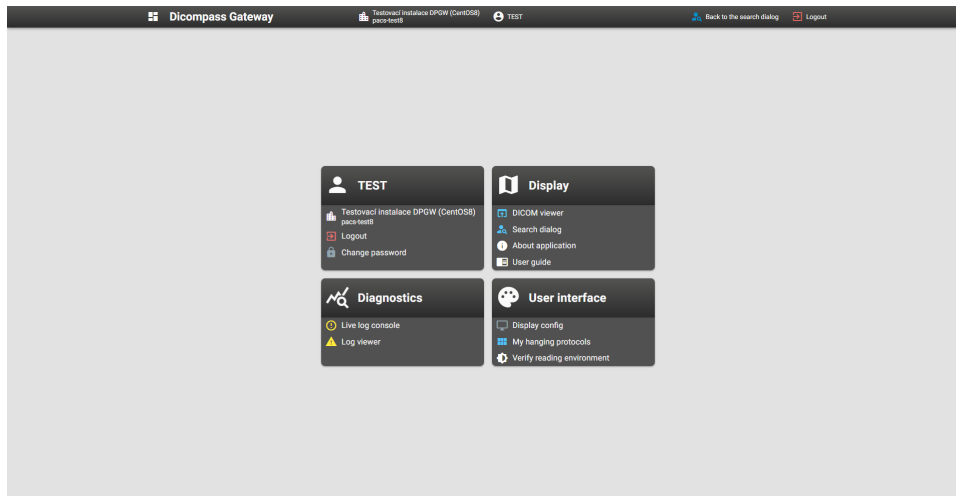 Dicompass Gateway
Testovací instalace DPGW (CentOS8)
pacs-test8
TEST
Back to the search dialog
Logout
TEST
Testovací instalace DPGW (CentOS8)
pacs-test8
Logout
Change password
Display
DICOM viewer
Search dialog
About application
User guide
Diagnostics
Live log console
Log viewer
User interface
Display config
My hanging protocols
Verify reading environment